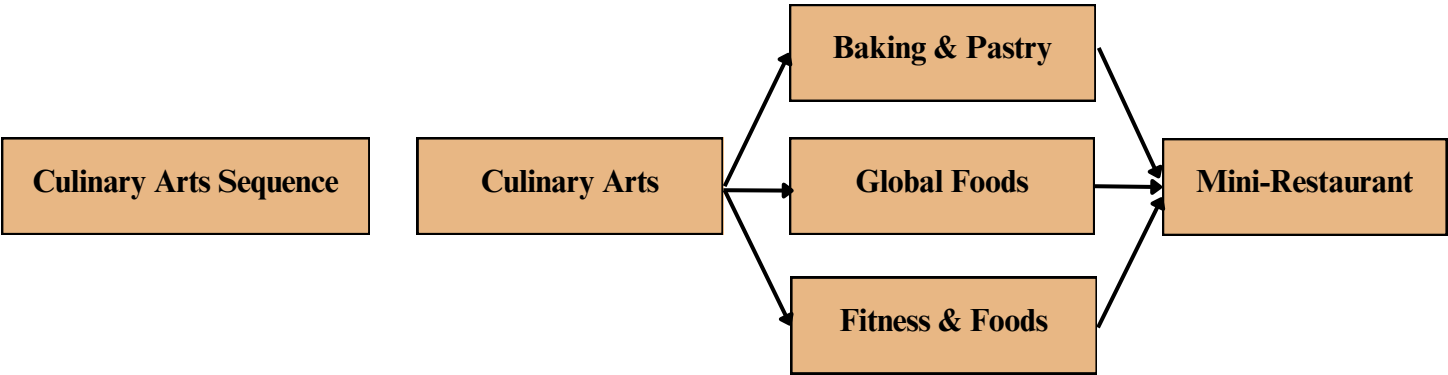 Culinary Arts Sequence
Culinary Arts
Baking & Pastry
Global Foods
Fitness & Foods
Mini-Restaurant